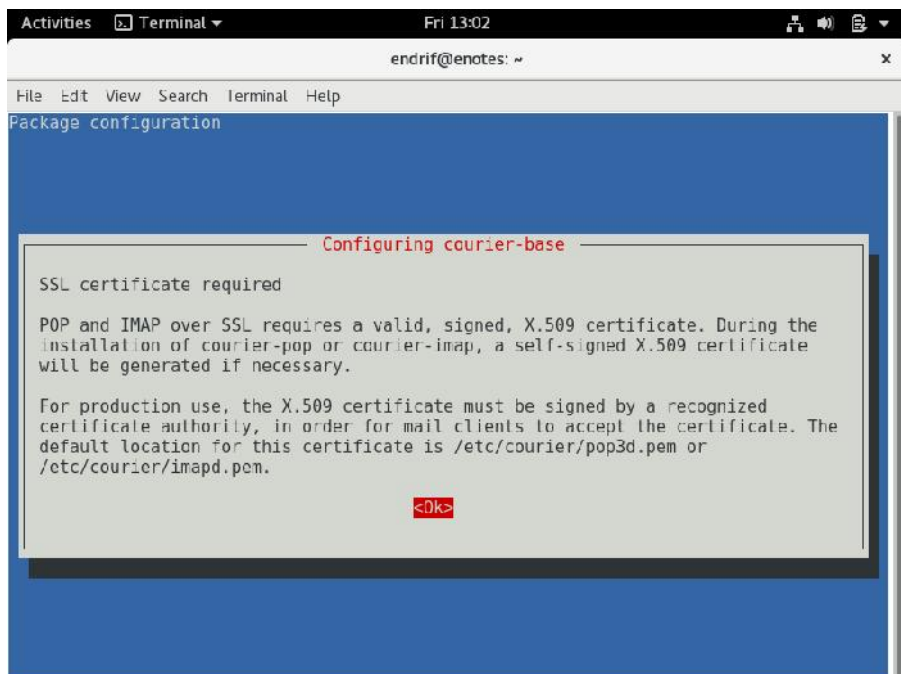 Activities Terminal Fri 13:02
endrif@enotes: ~ x
File Edit View Search Terminal Help
Package configuration
Configuring courier-base
SSL certificate required
POP and IMAP over SSL requires a valid, signed, X.509 certificate. During the
installation of courier-pop or courier-imap, a self-signed X.509 certificate
will be generated if necessary.
For production use, the X.509 certificate must be signed by a recognized
certificate authority, in order for mail clients to accept the certificate. The
default location for this certificate is /etc/courier/pop3d.pem or
/etc/courier/imapd.pem.
<Ok>